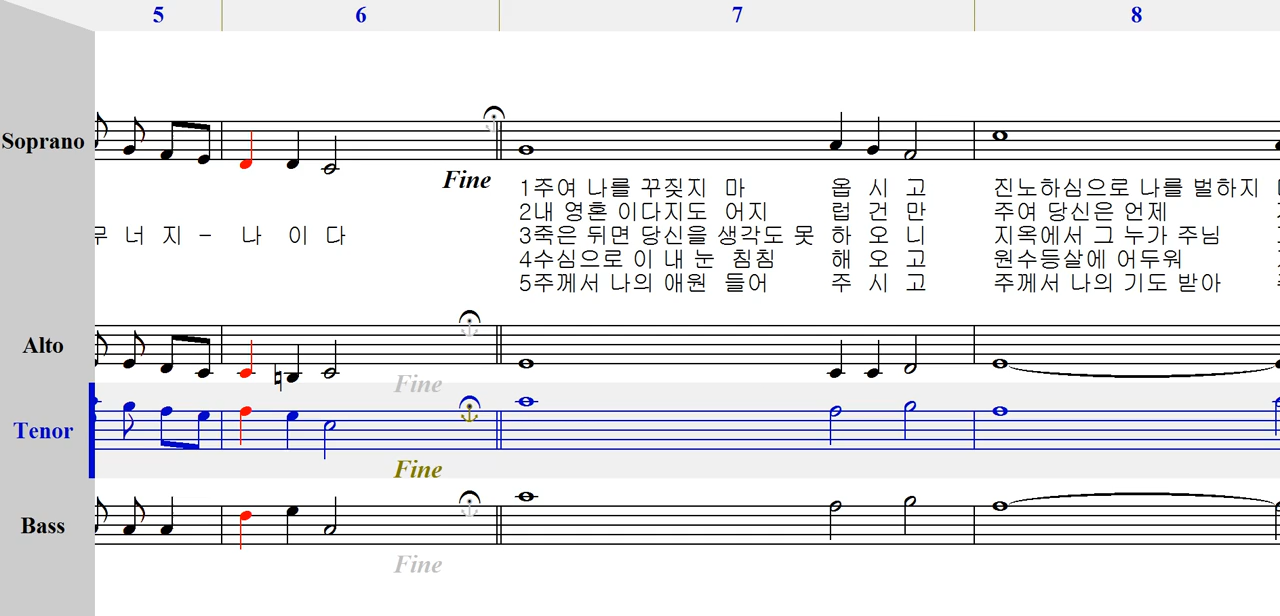 5 6 7 8
Soprano
Fine
1주여 나를 꾸짖지 마 옵 시 고 진노하심으로 나를 벌하지
2내 영혼 이다지도 어지 럽 건 만 주여 당신은 언제
너 지 - 나 이 다 3죽은 뒤면 당신을 생각도 못 하 오 니 지옥에서 그 누가 주님
4수심으로 이 내 눈 침침 해 오 고 원수등살에 어두워
5주께서 나의 애원 들어 주 시 고 주께서 나의 기도 받아
Alto
Fine
Tenor
Fine
Bass
Fine